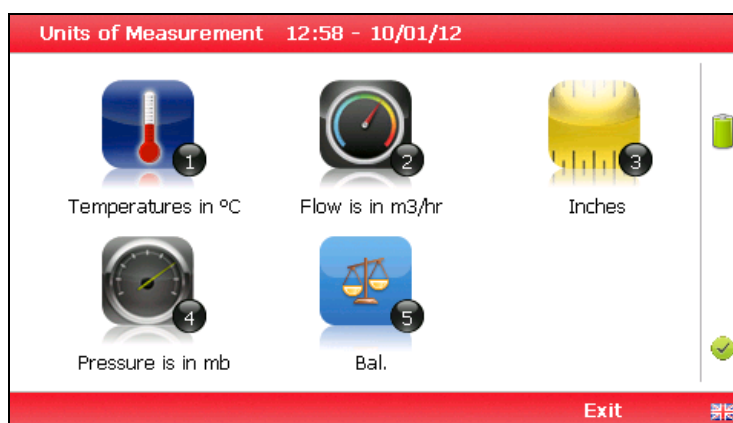 Units of Measurement 12:58 - 10/01/12
1 2 3
Temperatures in ºC Flow is in m3/hr Inches
4 5
Pressure is in mb Bal.
Exit